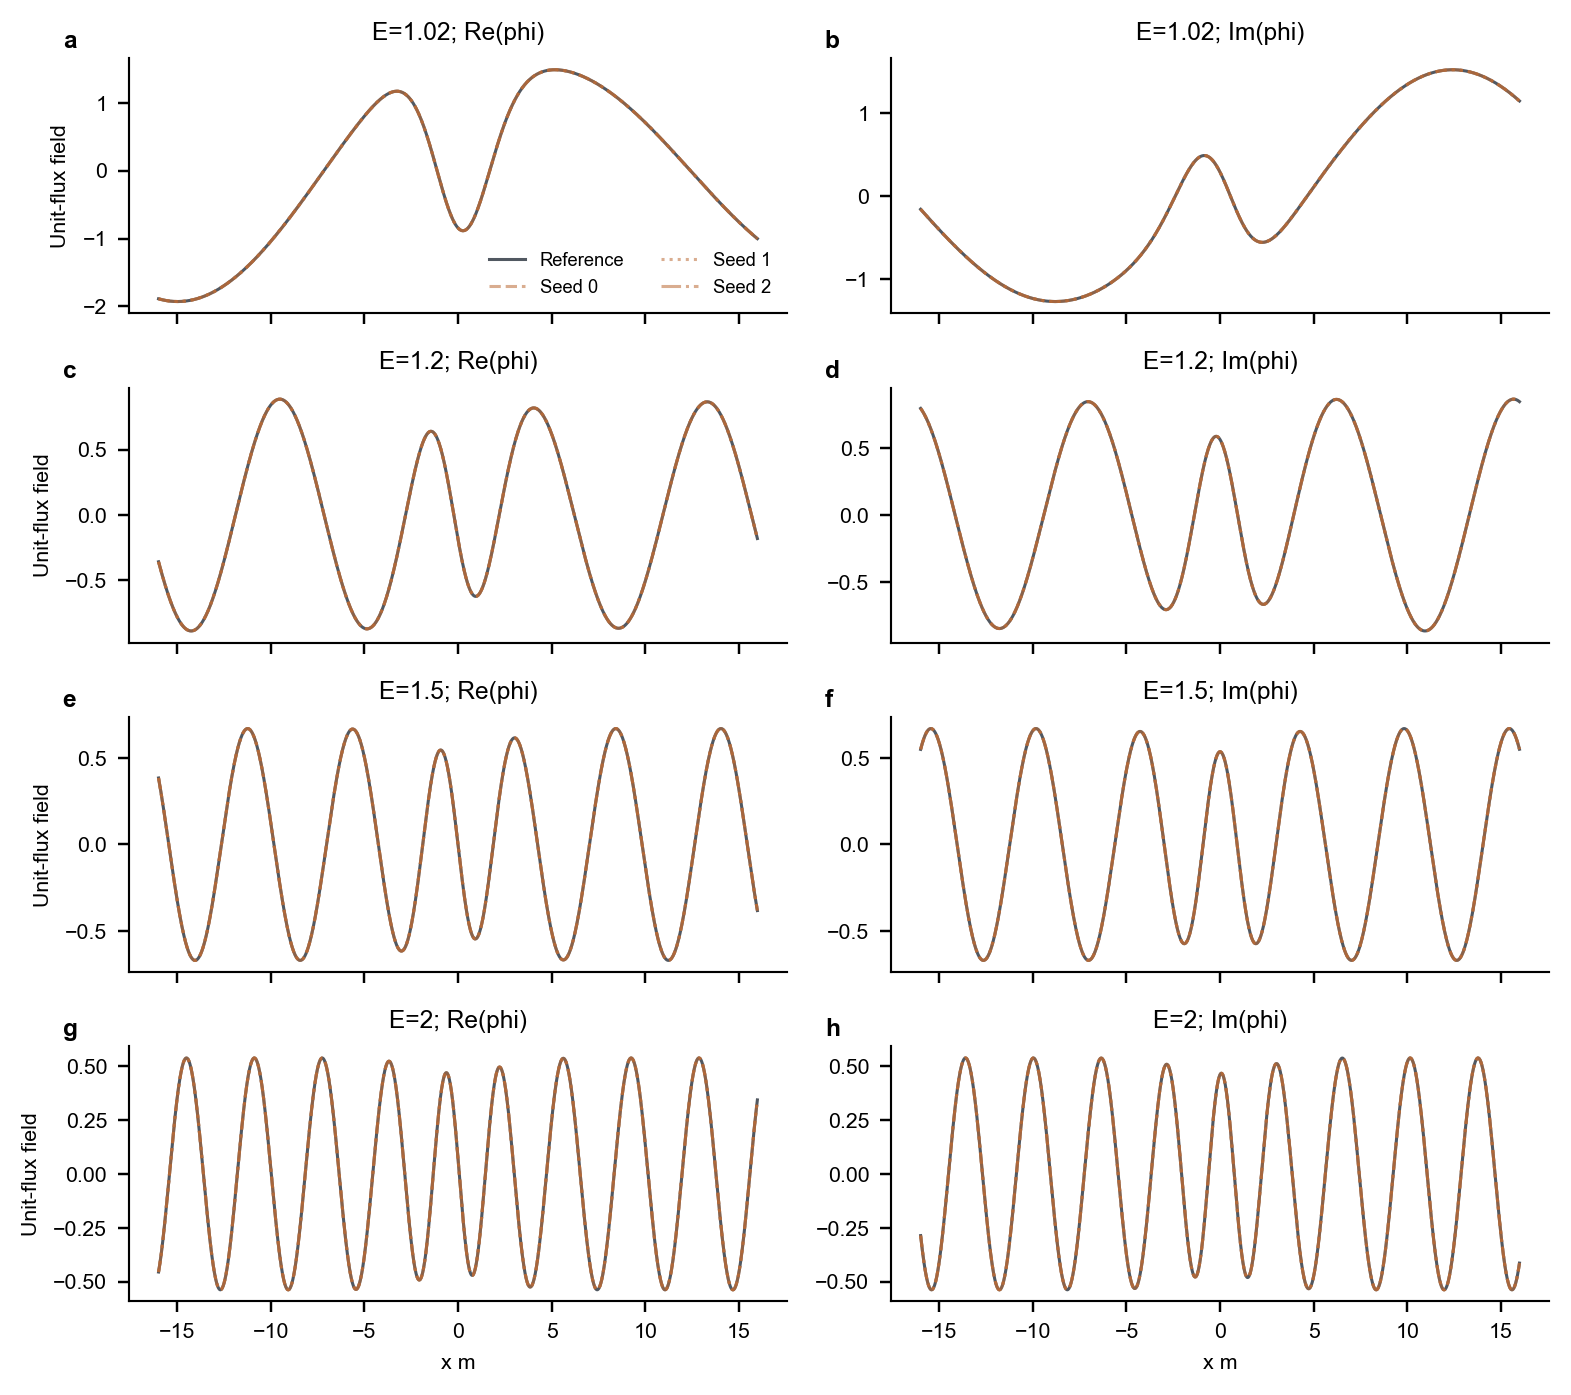 a
E=1.02; Re(phi)
Unit-flux field
1
0
−1
−2
Reference
Seed 0
Seed 1
Seed 2
b
E=1.02; Im(phi)
1
0
−1
c
E=1.2; Re(phi)
Unit-flux field
0.5
0.0
−0.5
d
E=1.2; Im(phi)
0.5
0.0
−0.5
e
E=1.5; Re(phi)
Unit-flux field
0.5
0.0
−0.5
f
E=1.5; Im(phi)
0.5
0.0
−0.5
g
E=2; Re(phi)
Unit-flux field
0.50
0.25
0.00
−0.25
−0.50
−15 −10 −5 0 5 10 15
x m
h
E=2; Im(phi)
0.50
0.25
0.00
−0.25
−0.50
−15 −10 −5 0 5 10 15
x m